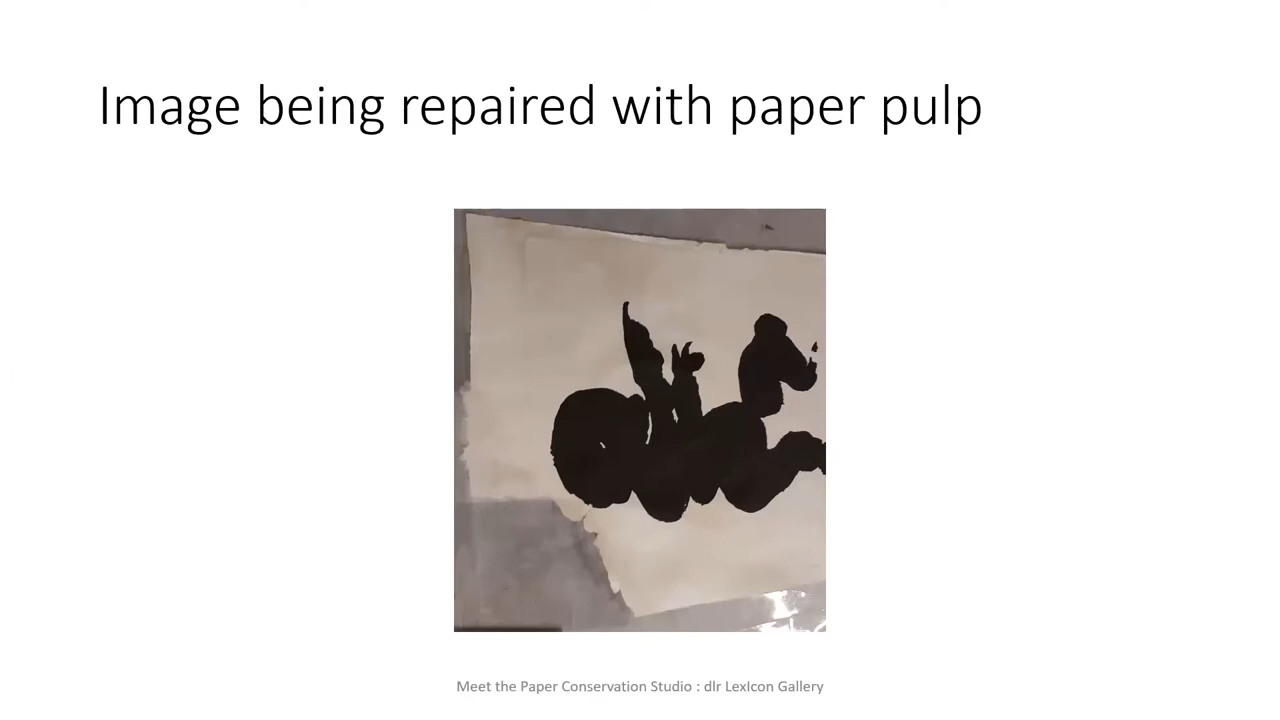 Image being repaired with paper pulp
Meet the Paper Conservation Studio : dlr LexIcon Gallery